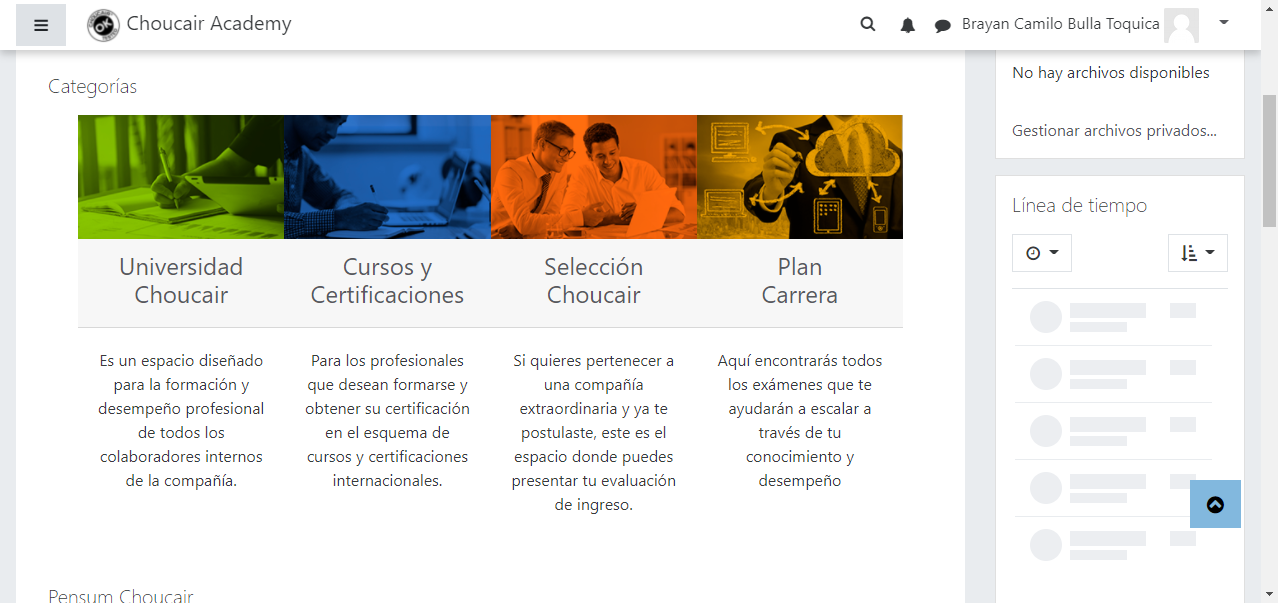 Choucair Academy
Brayan Camilo Bulla Toquica
Categorías
Universidad
Choucair
Es un espacio diseñado
para la formación y
desempeño profesional
de todos los
colaboradores internos
de la compañía.
Cursos y
Certificaciones
Para los profesionales
que desean formarse y
obtener su certificación
en el esquema de
cursos y certificaciones
internacionales.
Selección
Choucair
Si quieres pertenecer a
una compañía
extraordinaria y ya te
postulaste, este es el
espacio donde puedes
presentar tu evaluación
de ingreso.
Plan
Carrera
Aquí encontrarás todos
los exámenes que te
ayudarán a escalar a
través de tu
conocimiento y
desempeño
Pensum Choucair
No hay archivos disponibles
Gestionar archivos privados...
Línea de tiempo